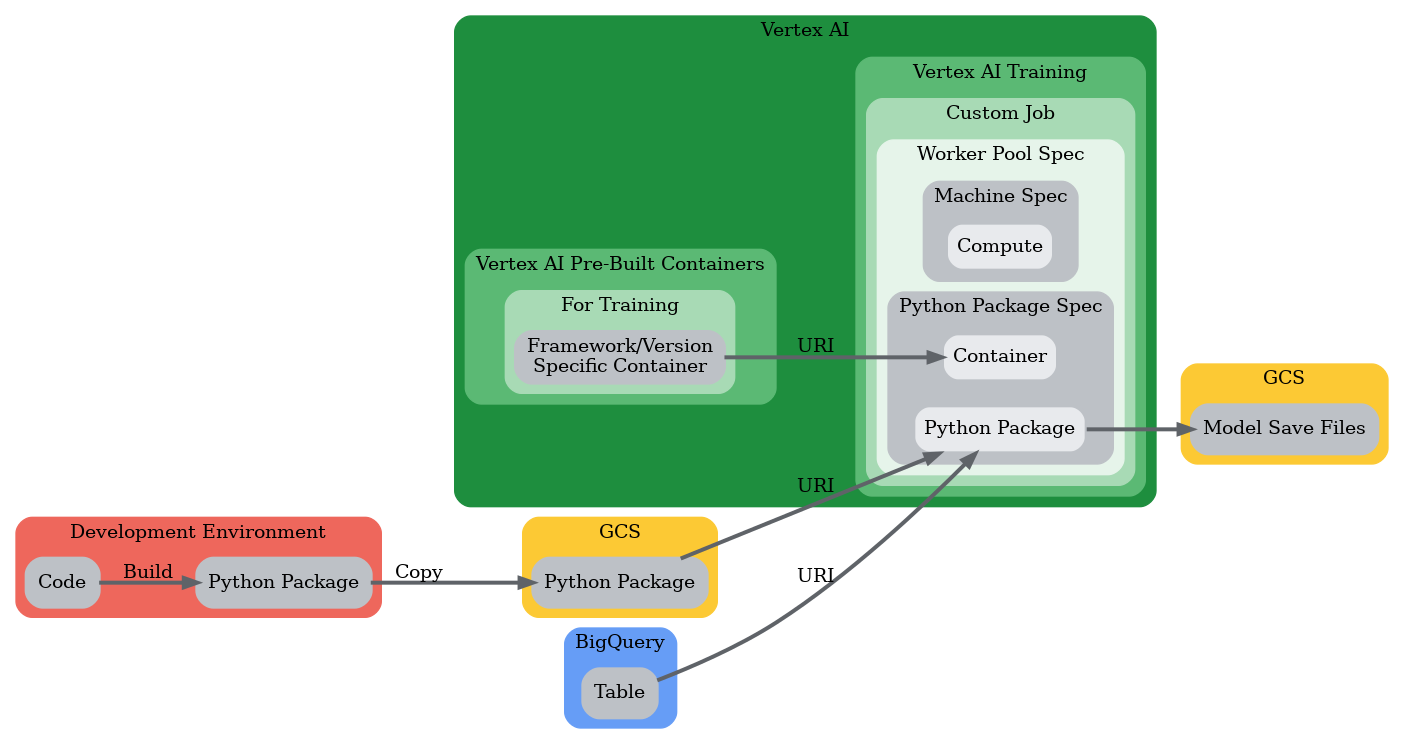 Vertex AI
Vertex AI Training
Custom Job
Worker Pool Spec
Machine Spec
Compute
Vertex AI Pre-Built Containers
For Training
Framework/Version
Specific Container
URI
Python Package Spec
Container
Python Package
GCS
Model Save Files
URI
Development Environment
Code
Build
Python Package
Copy
GCS
Python Package
URI
BigQuery
Table